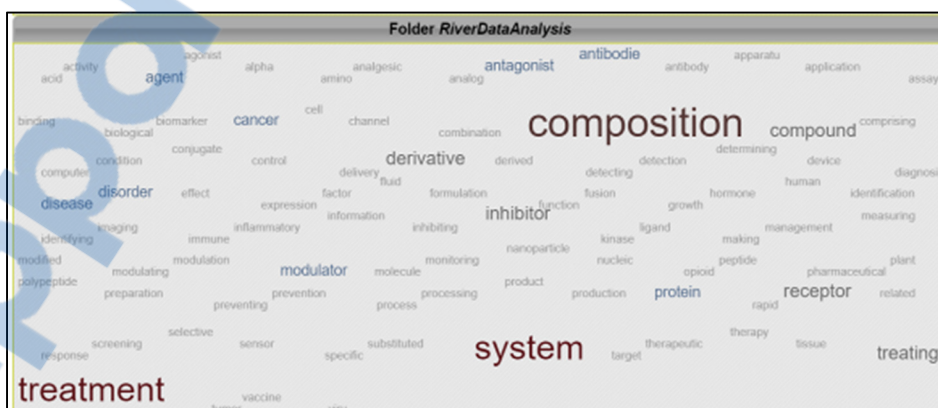 Folder RiverDataAnalysis
agonist antibodie apparatu
activity alpha analgesic antagonist antibody application
acid agent amino analog assay
cell
binding biomarker cancer channel composition compound comprising
biological combination
conjugate determining
condition control derivative derived detection device
computer delivery detecting diagnosi
fluid human
disease disorder effect factor formulation fusion hormone identification
expression information inhibitor function growth measuring
imaging inflammatory inhibiting ligand management
identifying immune kinase making
nanoparticle
modified modulation monitoring nucleic peptide plant
modulating modulator molecule opioid pharmaceutical
polypeptide product
preparation prevention processing production protein receptor related
preventing process rapid
selective therapy
screening sensor substituted system therapeutic tissue
response specific target treating
treatment vaccine